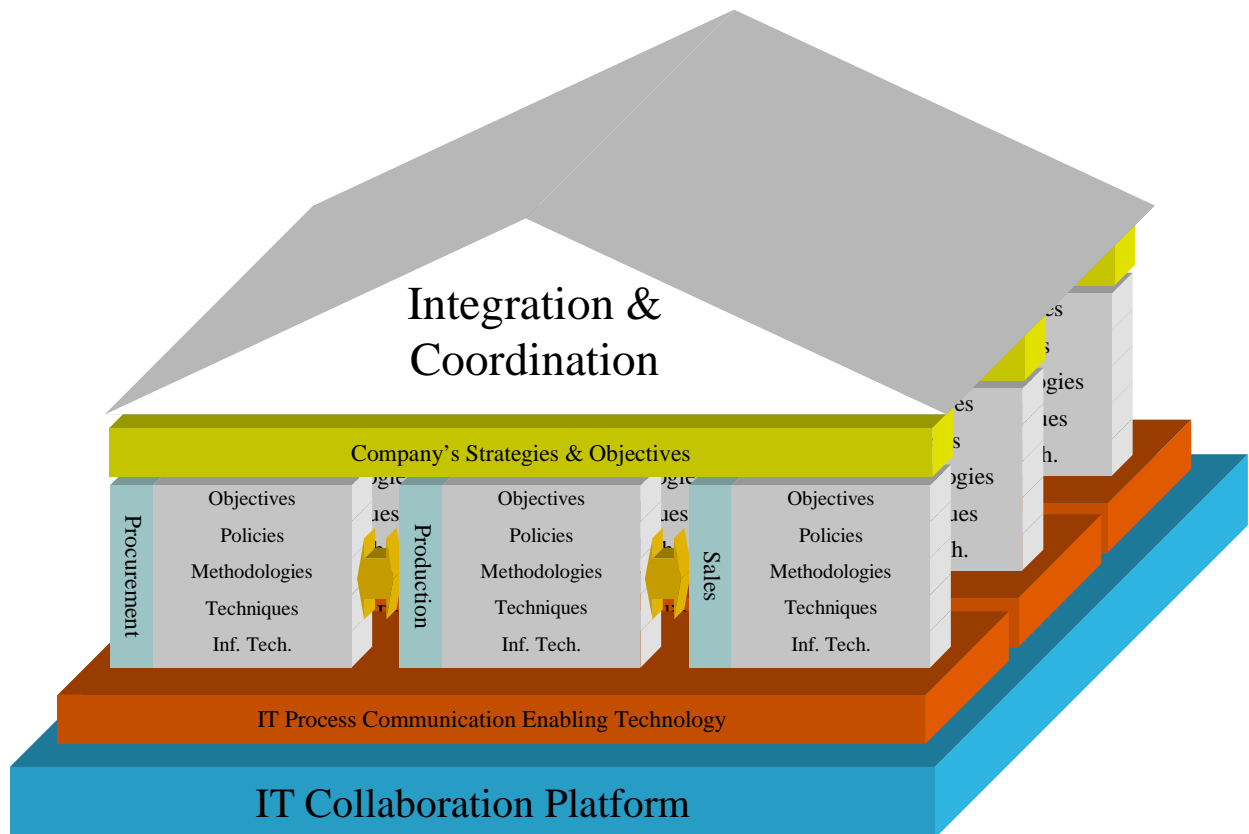 Integration &
Coordination
Company's Strategies & Objectives
Procurement
Objectives
Policies
Methodologies
Techniques
Inf. Tech.
Production
Objectives
Policies
Methodologies
Techniques
Inf. Tech.
Sales
Objectives
Policies
Methodologies
Techniques
Inf. Tech.
IT Process Communication Enabling Technology
IT Collaboration Platform